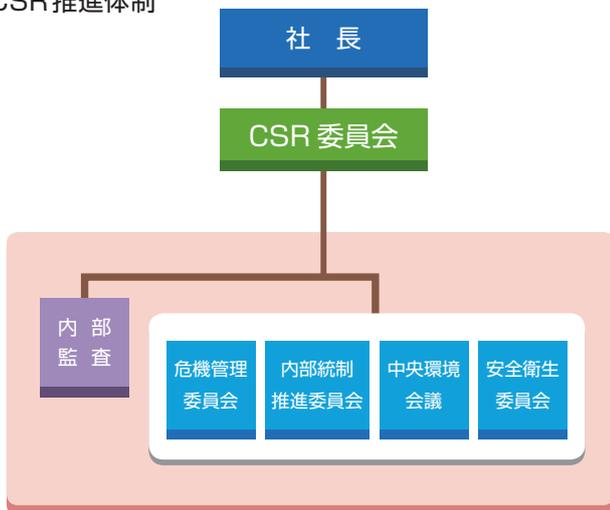 CSR推進体制
社 長
CSR 委員会
内 部
監 査
危機管理
委員会
内部統制
推進委員会
中央環境
会議
安全衛生
委員会